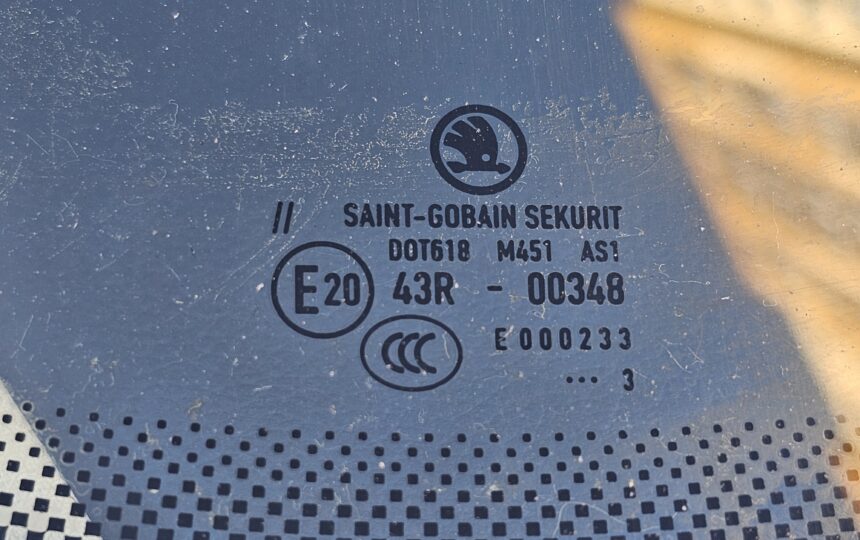 // SAINT-GOBAIN SEKURIT
DOT618 M451 AS1
E20 43R - 00348
CCC E000233
... 3